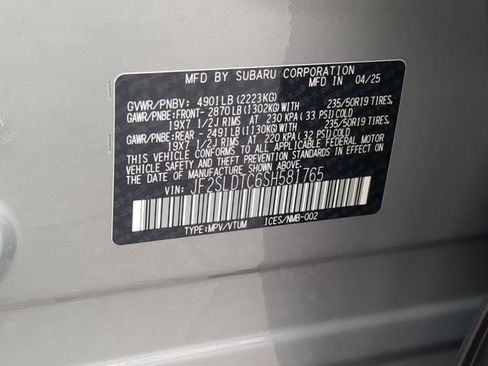 MFD BY SUBARU CORPORATION
MFD IN 04/25
GVWR/PNBV: 4901LB(2223KG)
GAWR/PNBE:FRONT- 2870LB(1302KG)WITH 235/50R19 TIRES,
19X7 1/2J RIMS AT 230 KPA( 33 PSI)COLD
GAWR/PNBE:REAR - 2491LB(1130KG)WITH 235/50R19 TIRES,
19X7 1/2J RIMS AT 220 KPA( 32 PSI)COLD
THIS VEHICLE CONFORMS TO ALL APPLICABLE FEDERAL MOTOR
VEHICLE SAFETY, BUMPER, AND THEFT PREVENTION STANDARDS
IN EFFECT ON THE DATE OF MANUFACTURE SHOWN ABOVE.
VIN: JF2SLDTC6SH581765
TYPE:MPV/VTUM ICES/NMB-002